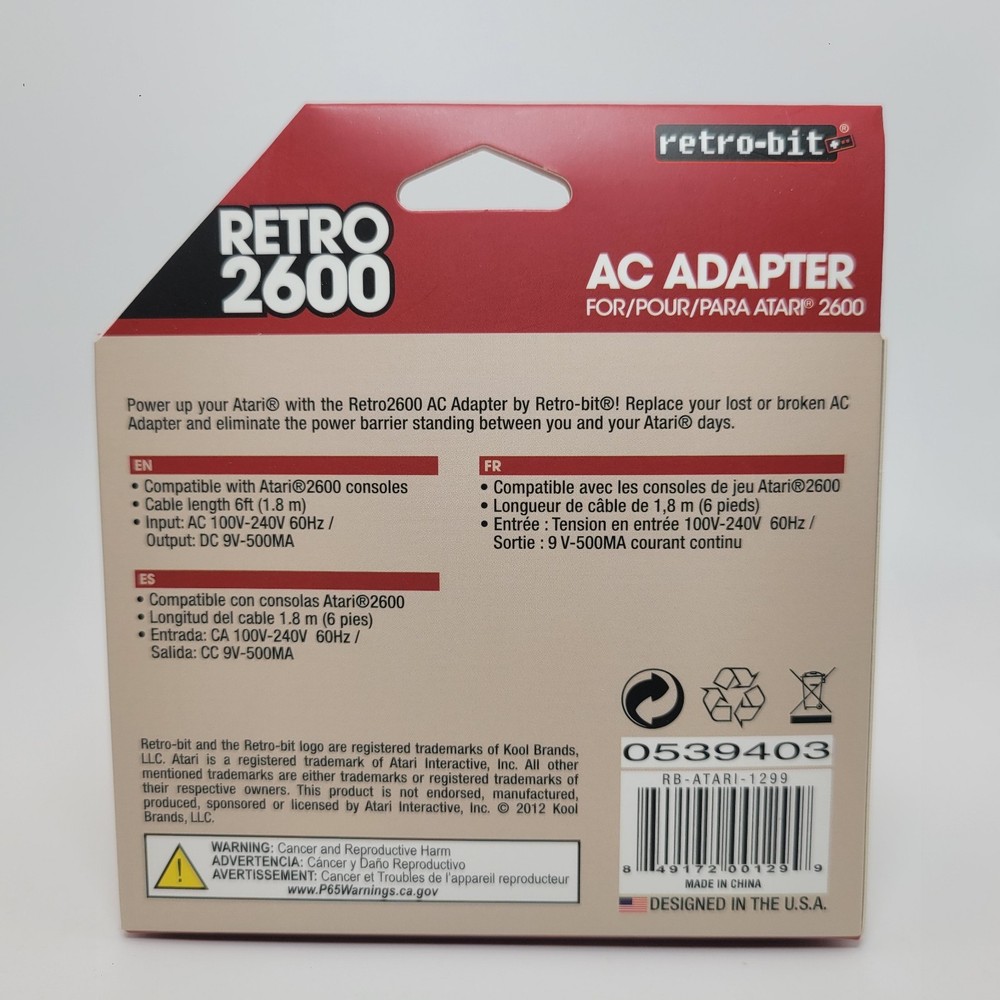 retro-bit®
RETRO
2600
AC ADAPTER
FOR/POUR/PARA ATARI® 2600
Power up your Atari® with the Retro2600 AC Adapter by Retro-bit®! Replace your lost or broken AC
Adapter and eliminate the power barrier standing between you and your Atari® days.
EN
• Compatible with Atari®2600 consoles
• Cable length 6ft (1.8 m)
• Input: AC 100V-240V 60Hz /
Output: DC 9V-500MA
FR
• Compatible avec les consoles de jeu Atari®2600
• Longueur de câble de 1,8 m (6 pieds)
• Entrée : Tension en entrée 100V-240V 60Hz /
Sortie : 9 V-500MA courant continu
ES
• Compatible con consolas Atari®2600
• Longitud del cable 1.8 m (6 pies)
• Entrada: CA 100V-240V 60Hz /
Salida: CC 9V-500MA
Retro-bit and the Retro-bit logo are registered trademarks of Kool Brands,
LLC. Atari is a registered trademark of Atari Interactive, Inc. All other
mentioned trademarks are either trademarks or registered trademarks of
their respective owners. This product is not endorsed, manufactured,
produced, sponsored or licensed by Atari Interactive, Inc. © 2012 Kool
Brands, LLC.
WARNING: Cancer and Reproductive Harm
ADVERTENCIA: Cáncer y Daño Reproductivo
AVERTISSEMENT: Cancer et Troubles de l'appareil reproducteur
www.P65Warnings.ca.gov
0539403
RB-ATARI-1299
8 49172 00129 9
MADE IN CHINA
DESIGNED IN THE U.S.A.